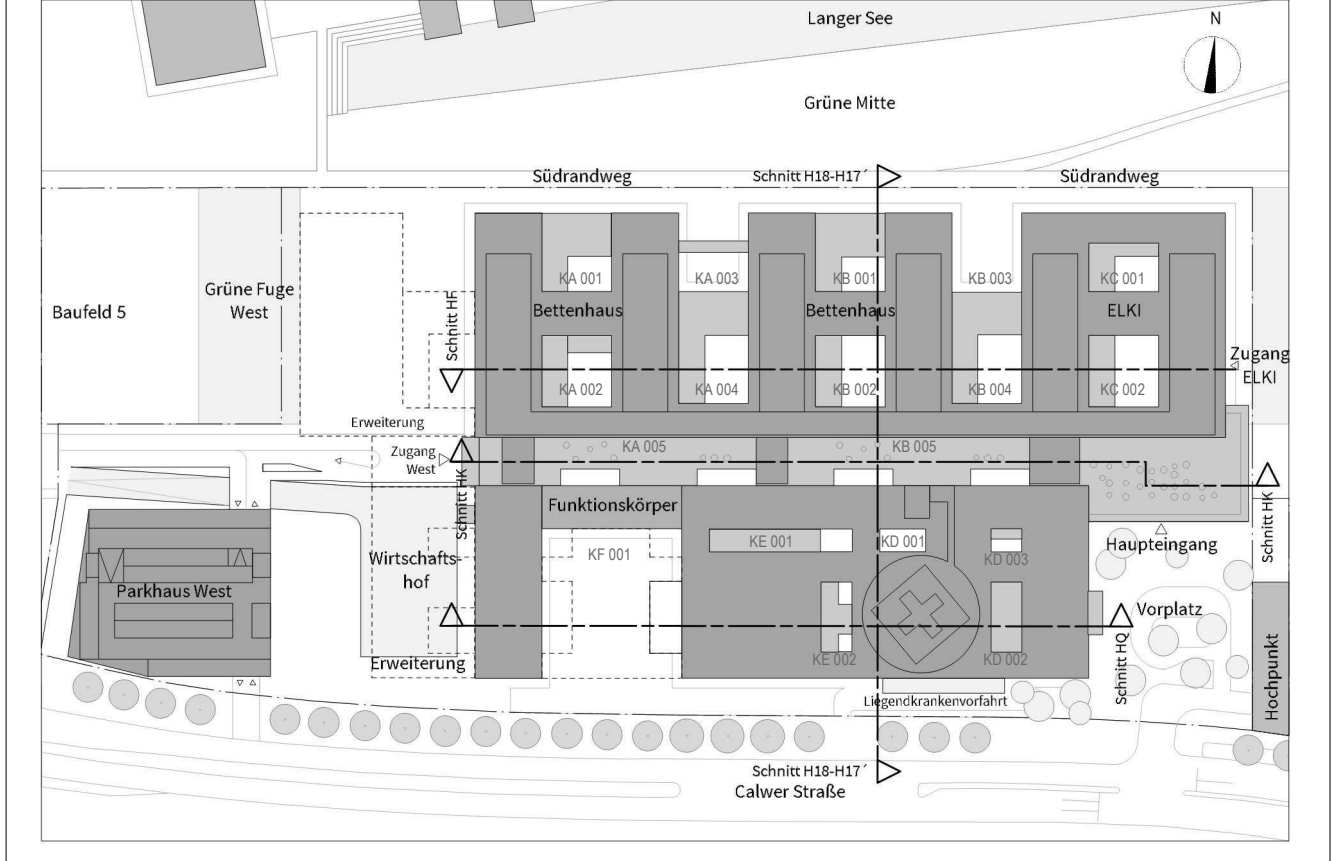 Langer See
N
Grüne Mitte
Südrandweg
Schnitt H18-H17´
Südrandweg
Grüne Fuge
West
Baufeld 5
Schnitt HF
KA 001
KA 003
KB 001
KB 003
KC 001
Bettenhaus
Bettenhaus
ELKI
Zugang
ELKI
KA 002
KA 004
KB 002
KB 004
KC 002
Erweiterung
Zugang
West
KA 005
KB 005
Schnitt HK
Schnitt HK
Funktionskörper
KE 001
KD 001
Haupteingang
KF 001
KD 003
Wirtschafts-
hof
Parkhaus West
Vorplatz
Erweiterung
KE 002
KD 002
Schnitt HQ
Hochpunkt
Liegendkrankenvorfahrt
Schnitt H18-H17´
Calwer Straße